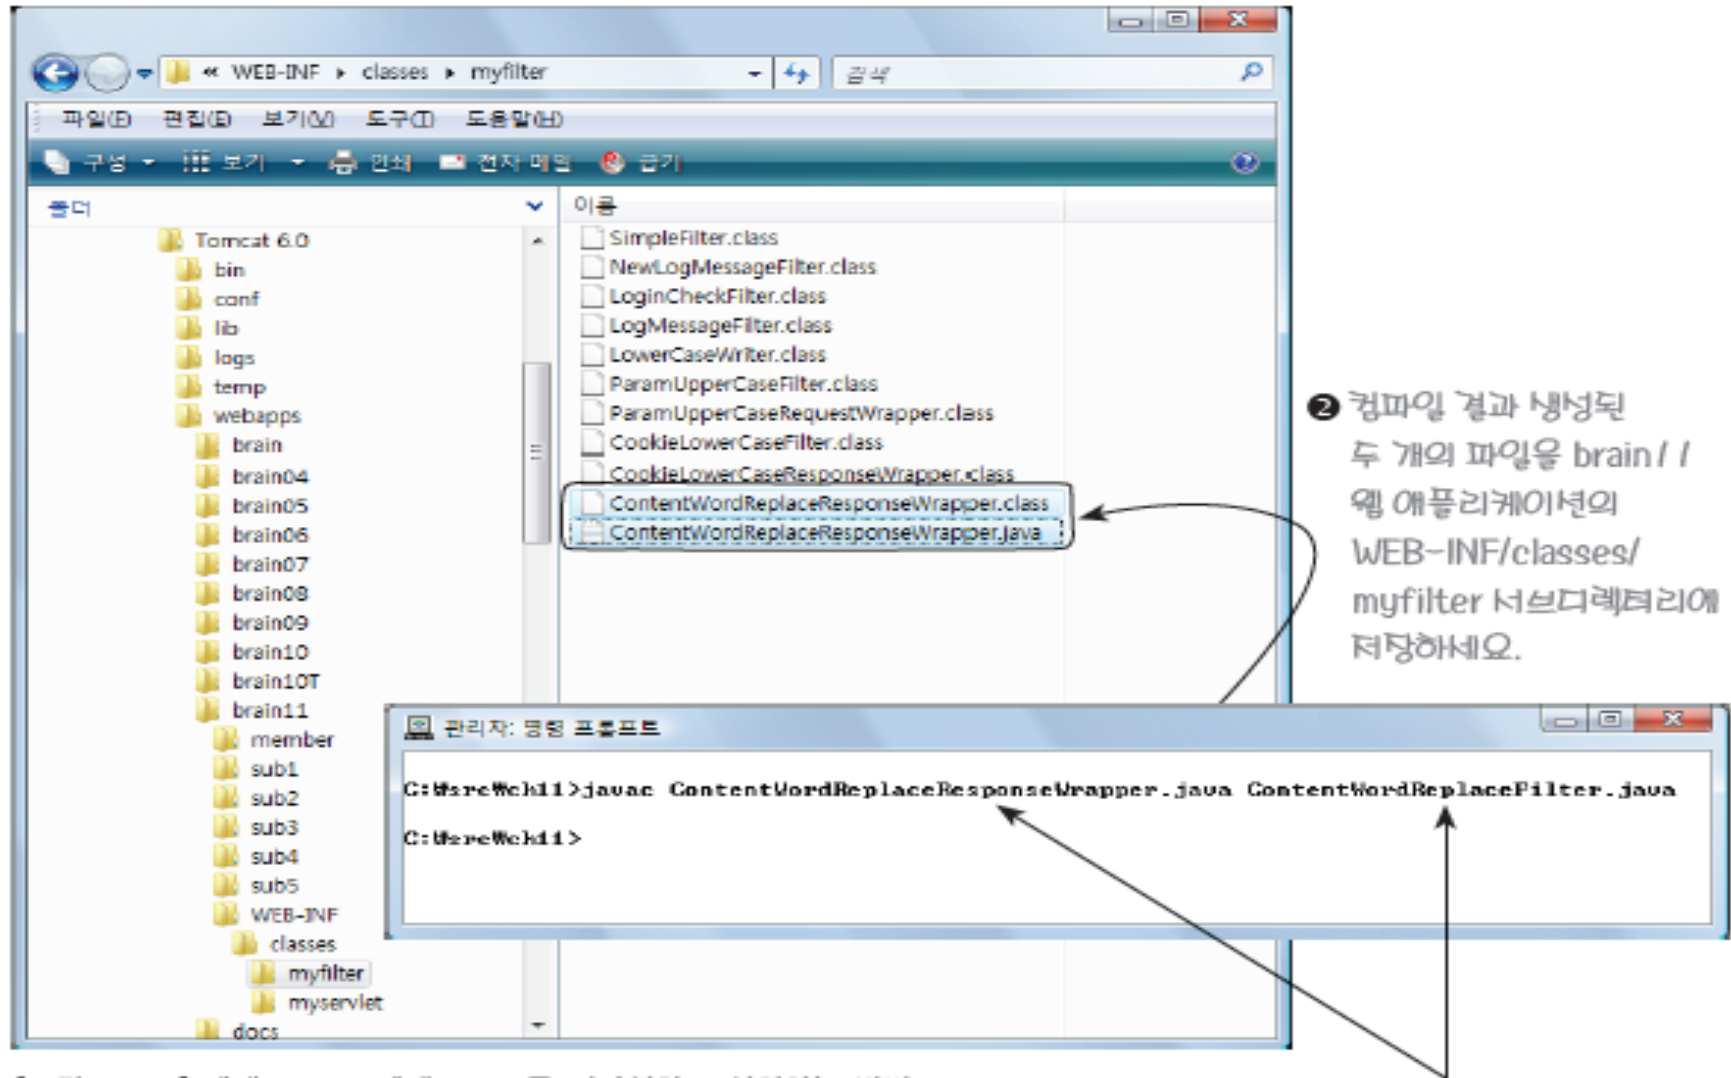 « WEB-INF ▸ classes ▸ myfilter
검색
파일(F) 편집(E) 보기(V) 도구(T) 도움말(H)
구성 보기 인쇄 전자 메일 굽기
폴더
이름
Tomcat 6.0
bin
conf
lib
logs
temp
webapps
brain
brain04
brain05
brain06
brain07
brain08
brain09
brain10
brain10T
brain11
member
sub1
sub2
sub3
sub4
sub5
WEB-INF
classes
myfilter
myservlet
docs
SimpleFilter.class
NewLogMessageFilter.class
LoginCheckFilter.class
LogMessageFilter.class
LowerCaseWriter.class
ParamUpperCaseFilter.class
ParamUpperCaseRequestWrapper.class
CookieLowerCaseFilter.class
CookieLowerCaseResponseWrapper.class
ContentWordReplaceResponseWrapper.class
ContentWordReplaceResponseWrapper.java
❷ 컴파일 결과 생성된
두 개의 파일을 brain11
웹 애플리케이션의
WEB-INF/classes/
myfilter 서브디렉터리에
저장하세요.
관리자: 명령 프롬프트
C:₩src₩ch11>javac ContentWordReplaceResponseWrapper.java ContentWordReplaceFilter.java
C:₩src₩ch11>